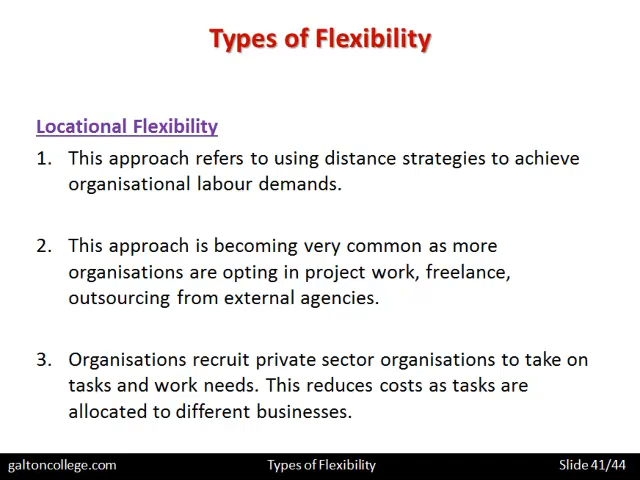 Types of Flexibility
Locational Flexibility
1. This approach refers to using distance strategies to achieve
organisational labour demands.
2. This approach is becoming very common as more
organisations are opting in project work, freelance,
outsourcing from external agencies.
3. Organisations recruit private sector organisations to take on
tasks and work needs. This reduces costs as tasks are
allocated to different businesses.
galtoncollege.com Types of Flexibility Slide 41/44